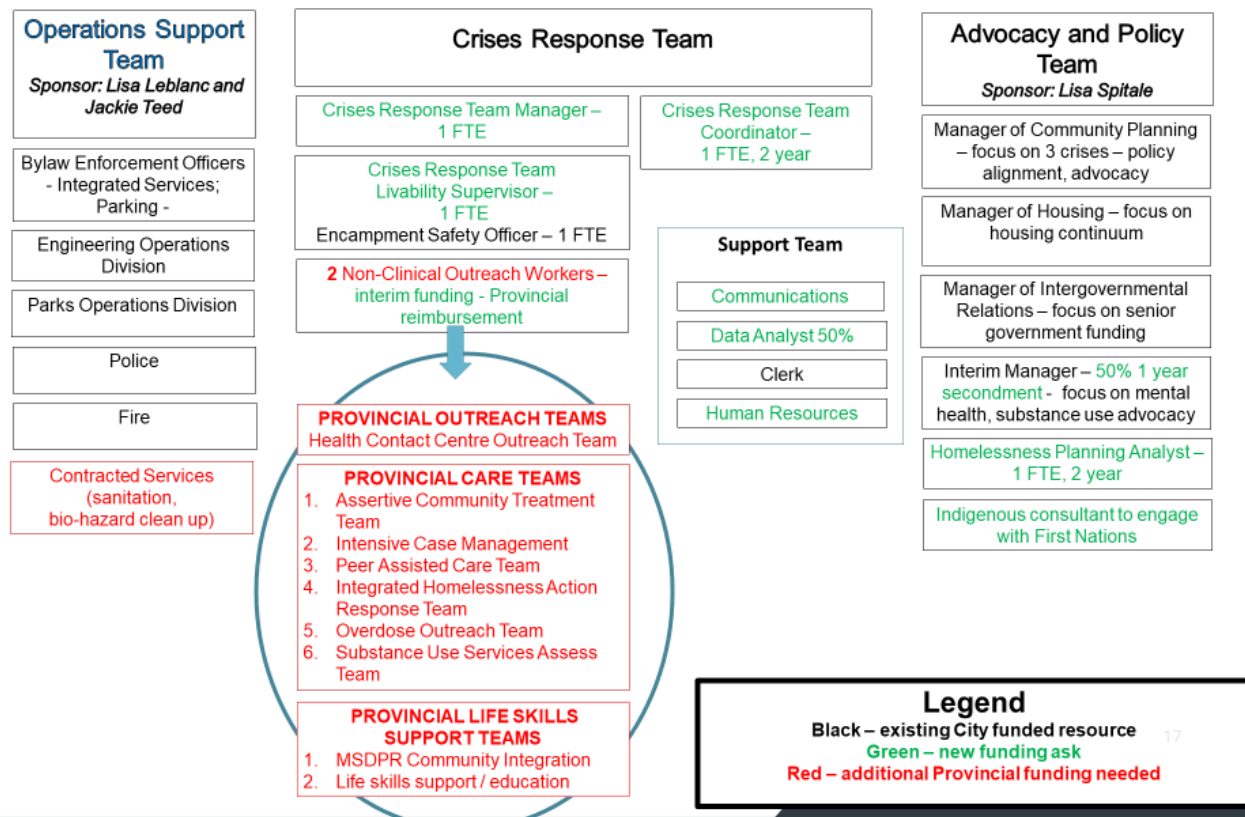 Operations Support
Team
Sponsor: Lisa Leblanc and
Jackie Teed
Bylaw Enforcement Officers
- Integrated Services;
Parking -
Engineering Operations
Division
Parks Operations Division
Police
Fire
Contracted Services
(sanitation,
bio-hazard clean up)
Crises Response Team
Crises Response Team Manager –
1 FTE
Crises Response Team
Coordinator –
1 FTE, 2 year
Crises Response Team
Livability Supervisor –
1 FTE
Encampment Safety Officer – 1 FTE
2 Non-Clinical Outreach Workers –
interim funding - Provincial
reimbursement
PROVINCIAL OUTREACH TEAMS
Health Contact Centre Outreach Team
PROVINCIAL CARE TEAMS
1. Assertive Community Treatment
Team
2. Intensive Case Management
3. Peer Assisted Care Team
4. Integrated Homelessness Action
Response Team
5. Overdose Outreach Team
6. Substance Use Services Assess
Team
PROVINCIAL LIFE SKILLS
SUPPORT TEAMS
1. MSDPR Community Integration
2. Life skills support / education
Support Team
Communications
Data Analyst 50%
Clerk
Human Resources
Advocacy and Policy
Team
Sponsor: Lisa Spitale
Manager of Community Planning
– focus on 3 crises – policy
alignment, advocacy
Manager of Housing – focus on
housing continuum
Manager of Intergovernmental
Relations – focus on senior
government funding
Interim Manager – 50% 1 year
secondment - focus on mental
health, substance use advocacy
Homelessness Planning Analyst –
1 FTE, 2 year
Indigenous consultant to engage
with First Nations
Legend
Black – existing City funded resource
Green – new funding ask
Red – additional Provincial funding needed
17